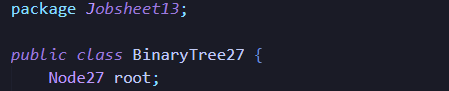 package Jobsheet13;
public class BinaryTree27 {
Node27 root;